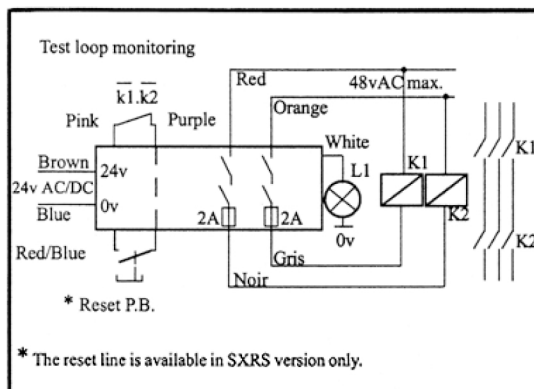 Test loop monitoring
k1.k2
Pink
Purple
Red
48vAC max.
Orange
White
Brown
24v
24v AC/DC
Blue
0v
L1
K1
K2
K1
K2
2A
2A
0v
Red/Blue
Gris
Noir
* Reset P.B.
* The reset line is available in SXRS version only.